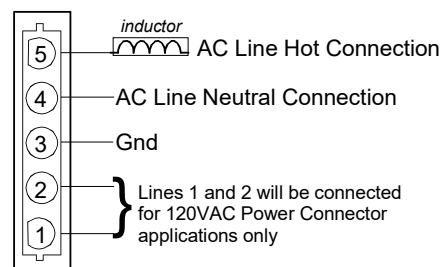 inductor
5 AC Line Hot Connection
4 AC Line Neutral Connection
3 Gnd
2
1
Lines 1 and 2 will be connected
for 120VAC Power Connector
applications only